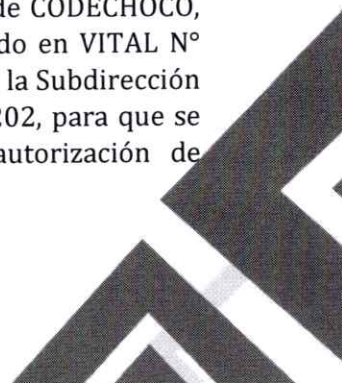 de CODECHOCO,
do en VITAL N°
la Subdirección
202, para que se
autorización de